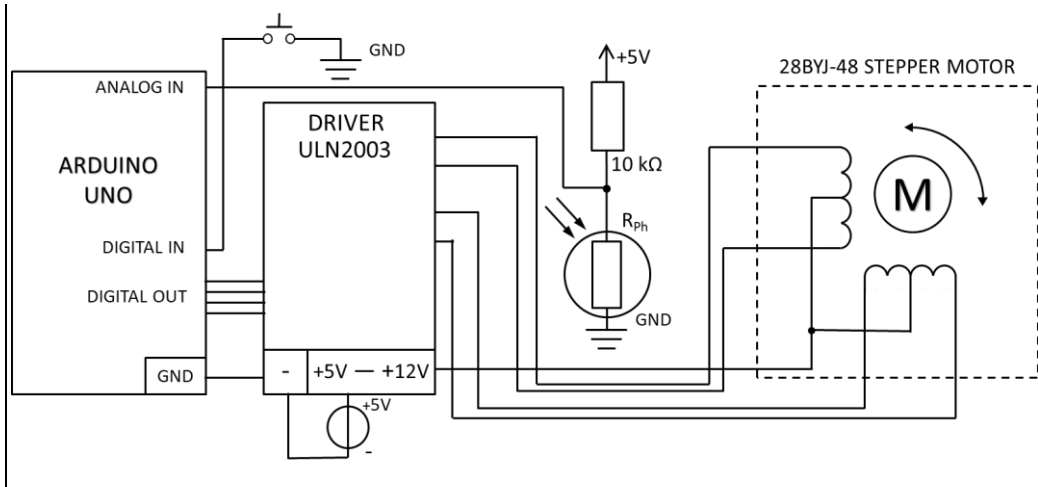 GND
+5V
28BYJ-48 STEPPER MOTOR
ANALOG IN
DRIVER
ULN2003
ARDUINO
UNO
10 kΩ
M
R_Ph
DIGITAL IN
DIGITAL OUT
GND
GND
- +5V — +12V
+5V
-